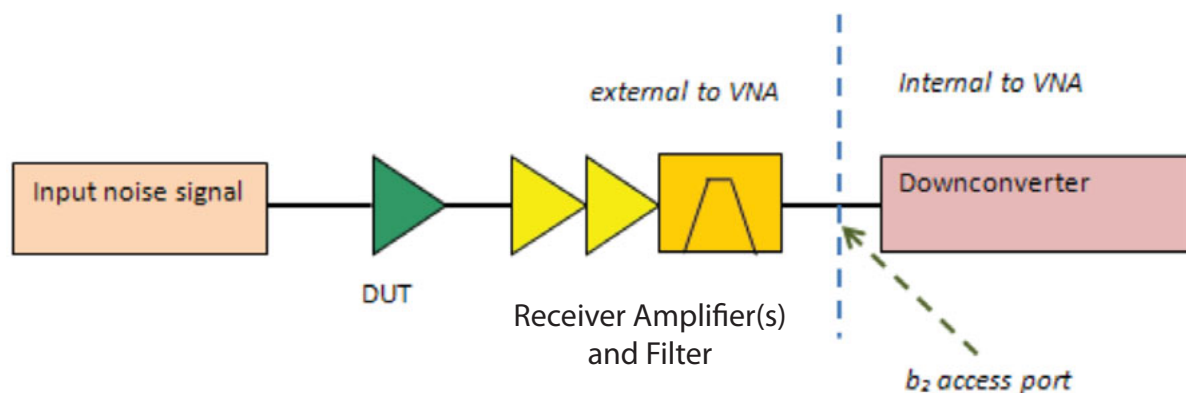 external to VNA
Internal to VNA
Input noise signal
Downconverter
DUT
Receiver Amplifier(s)
and Filter
b₂ access port